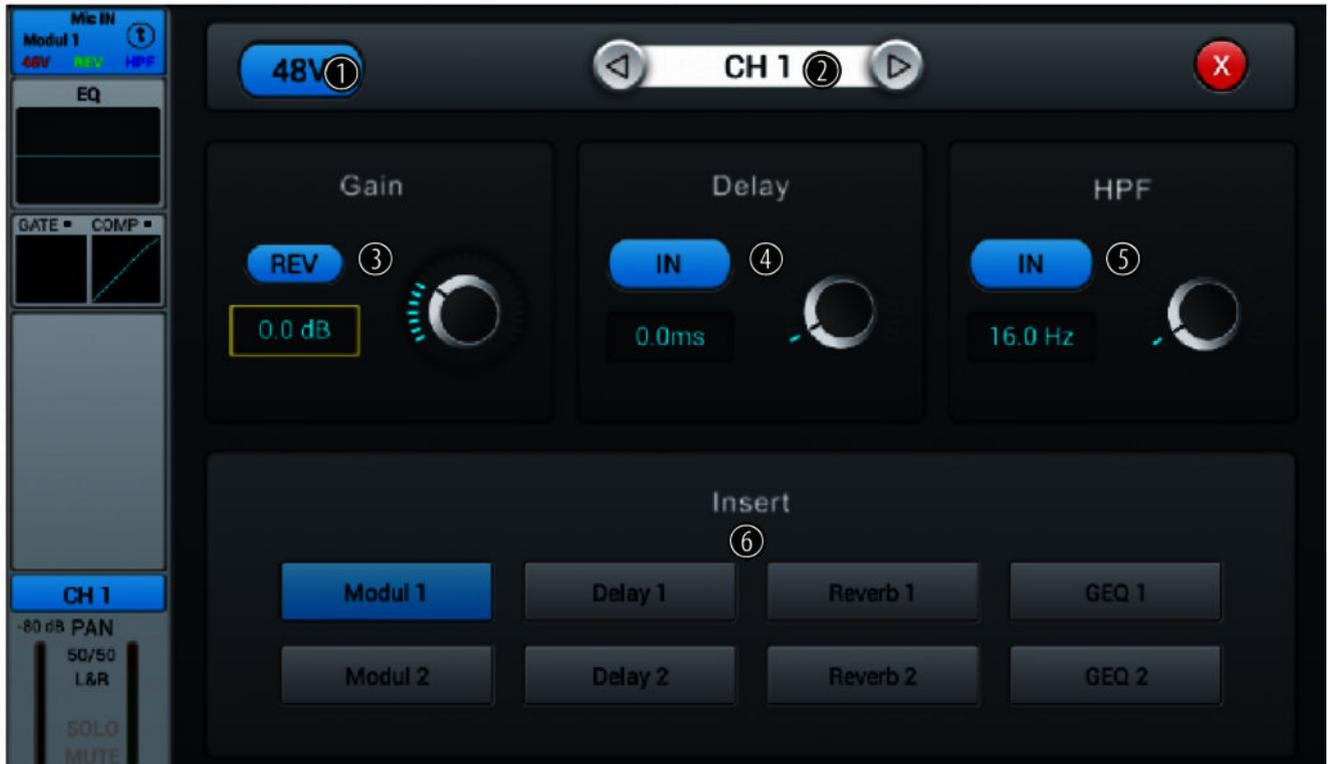 Mic IN
Modul 1
48V REV HPF
EQ
GATE COMP
CH 1
-80 dB PAN
50/50
L&R
SOLO
MUTE
48V ①
CH 1 ②
X
Gain
REV ③
0.0 dB
Delay
IN ④
0.0ms
HPF
IN ⑤
16.0 Hz
Insert
⑥
Modul 1 Delay 1 Reverb 1 GEQ 1
Modul 2 Delay 2 Reverb 2 GEQ 2